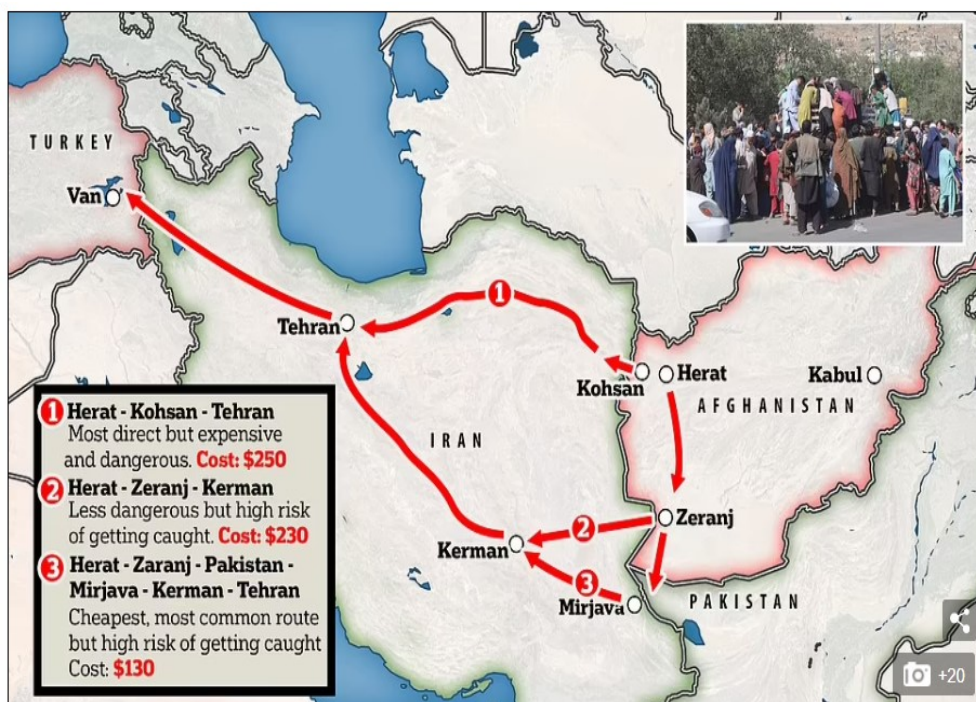 TURKEY
Van
Tehran
1
Kohsan
Herat
Kabul
AFGHANISTAN
IRAN
Zeranj
2
Kerman
3
Mirjava
PAKISTAN
1 Herat - Kohsan - Tehran
Most direct but expensive
and dangerous. Cost: $250
2 Herat - Zeranj - Kerman
Less dangerous but high risk
of getting caught. Cost: $230
3 Herat - Zaranj - Pakistan -
Mirjava - Kerman - Tehran
Cheapest, most common route
but high risk of getting caught
Cost: $130
+20